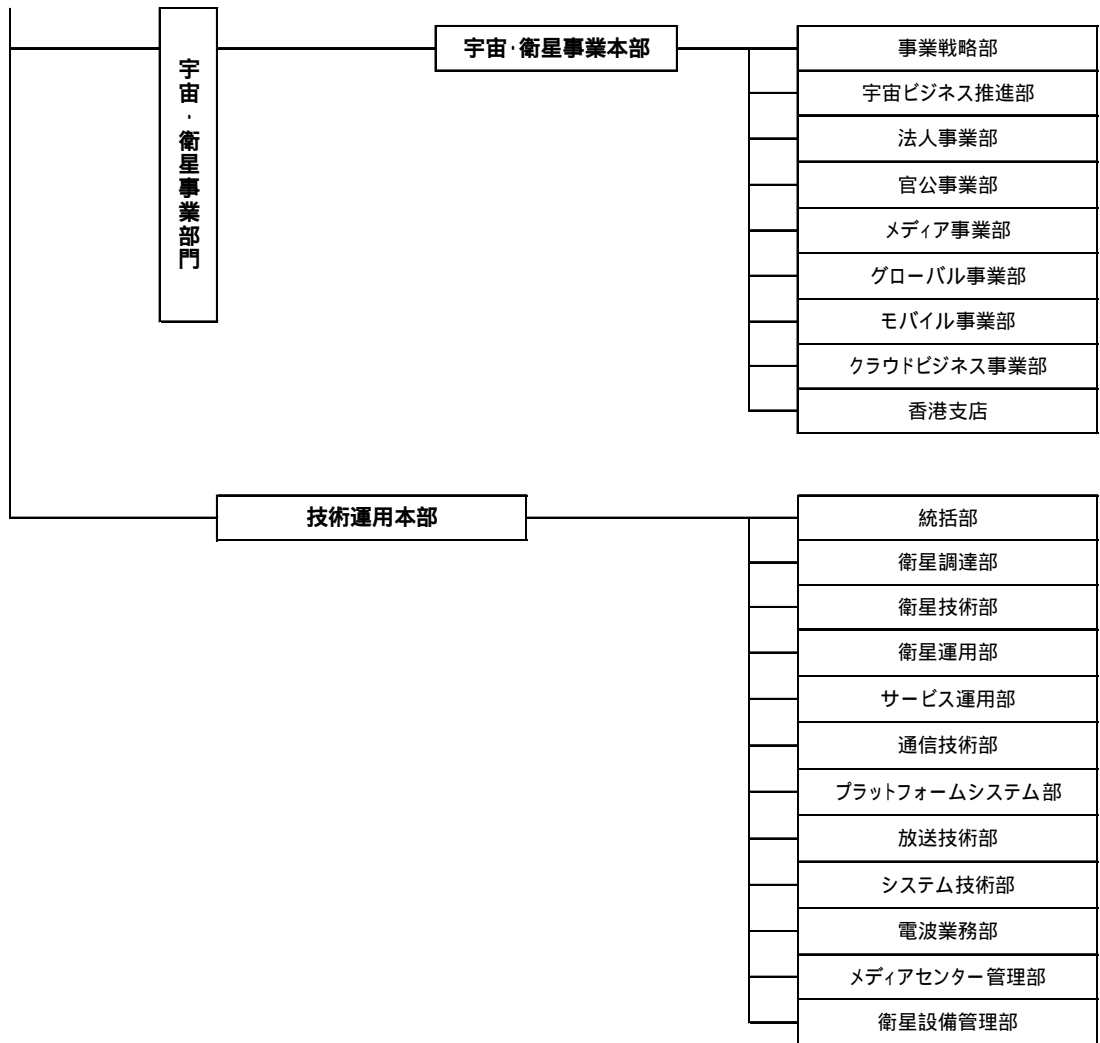 宇宙・衛星事業部門
宇宙・衛星事業本部
事業戦略部
宇宙ビジネス推進部
法人事業部
官公事業部
メディア事業部
グローバル事業部
モバイル事業部
クラウドビジネス事業部
香港支店
技術運用本部
統括部
衛星調達部
衛星技術部
衛星運用部
サービス運用部
通信技術部
プラットフォームシステム部
放送技術部
システム技術部
電波業務部
メディアセンター管理部
衛星設備管理部